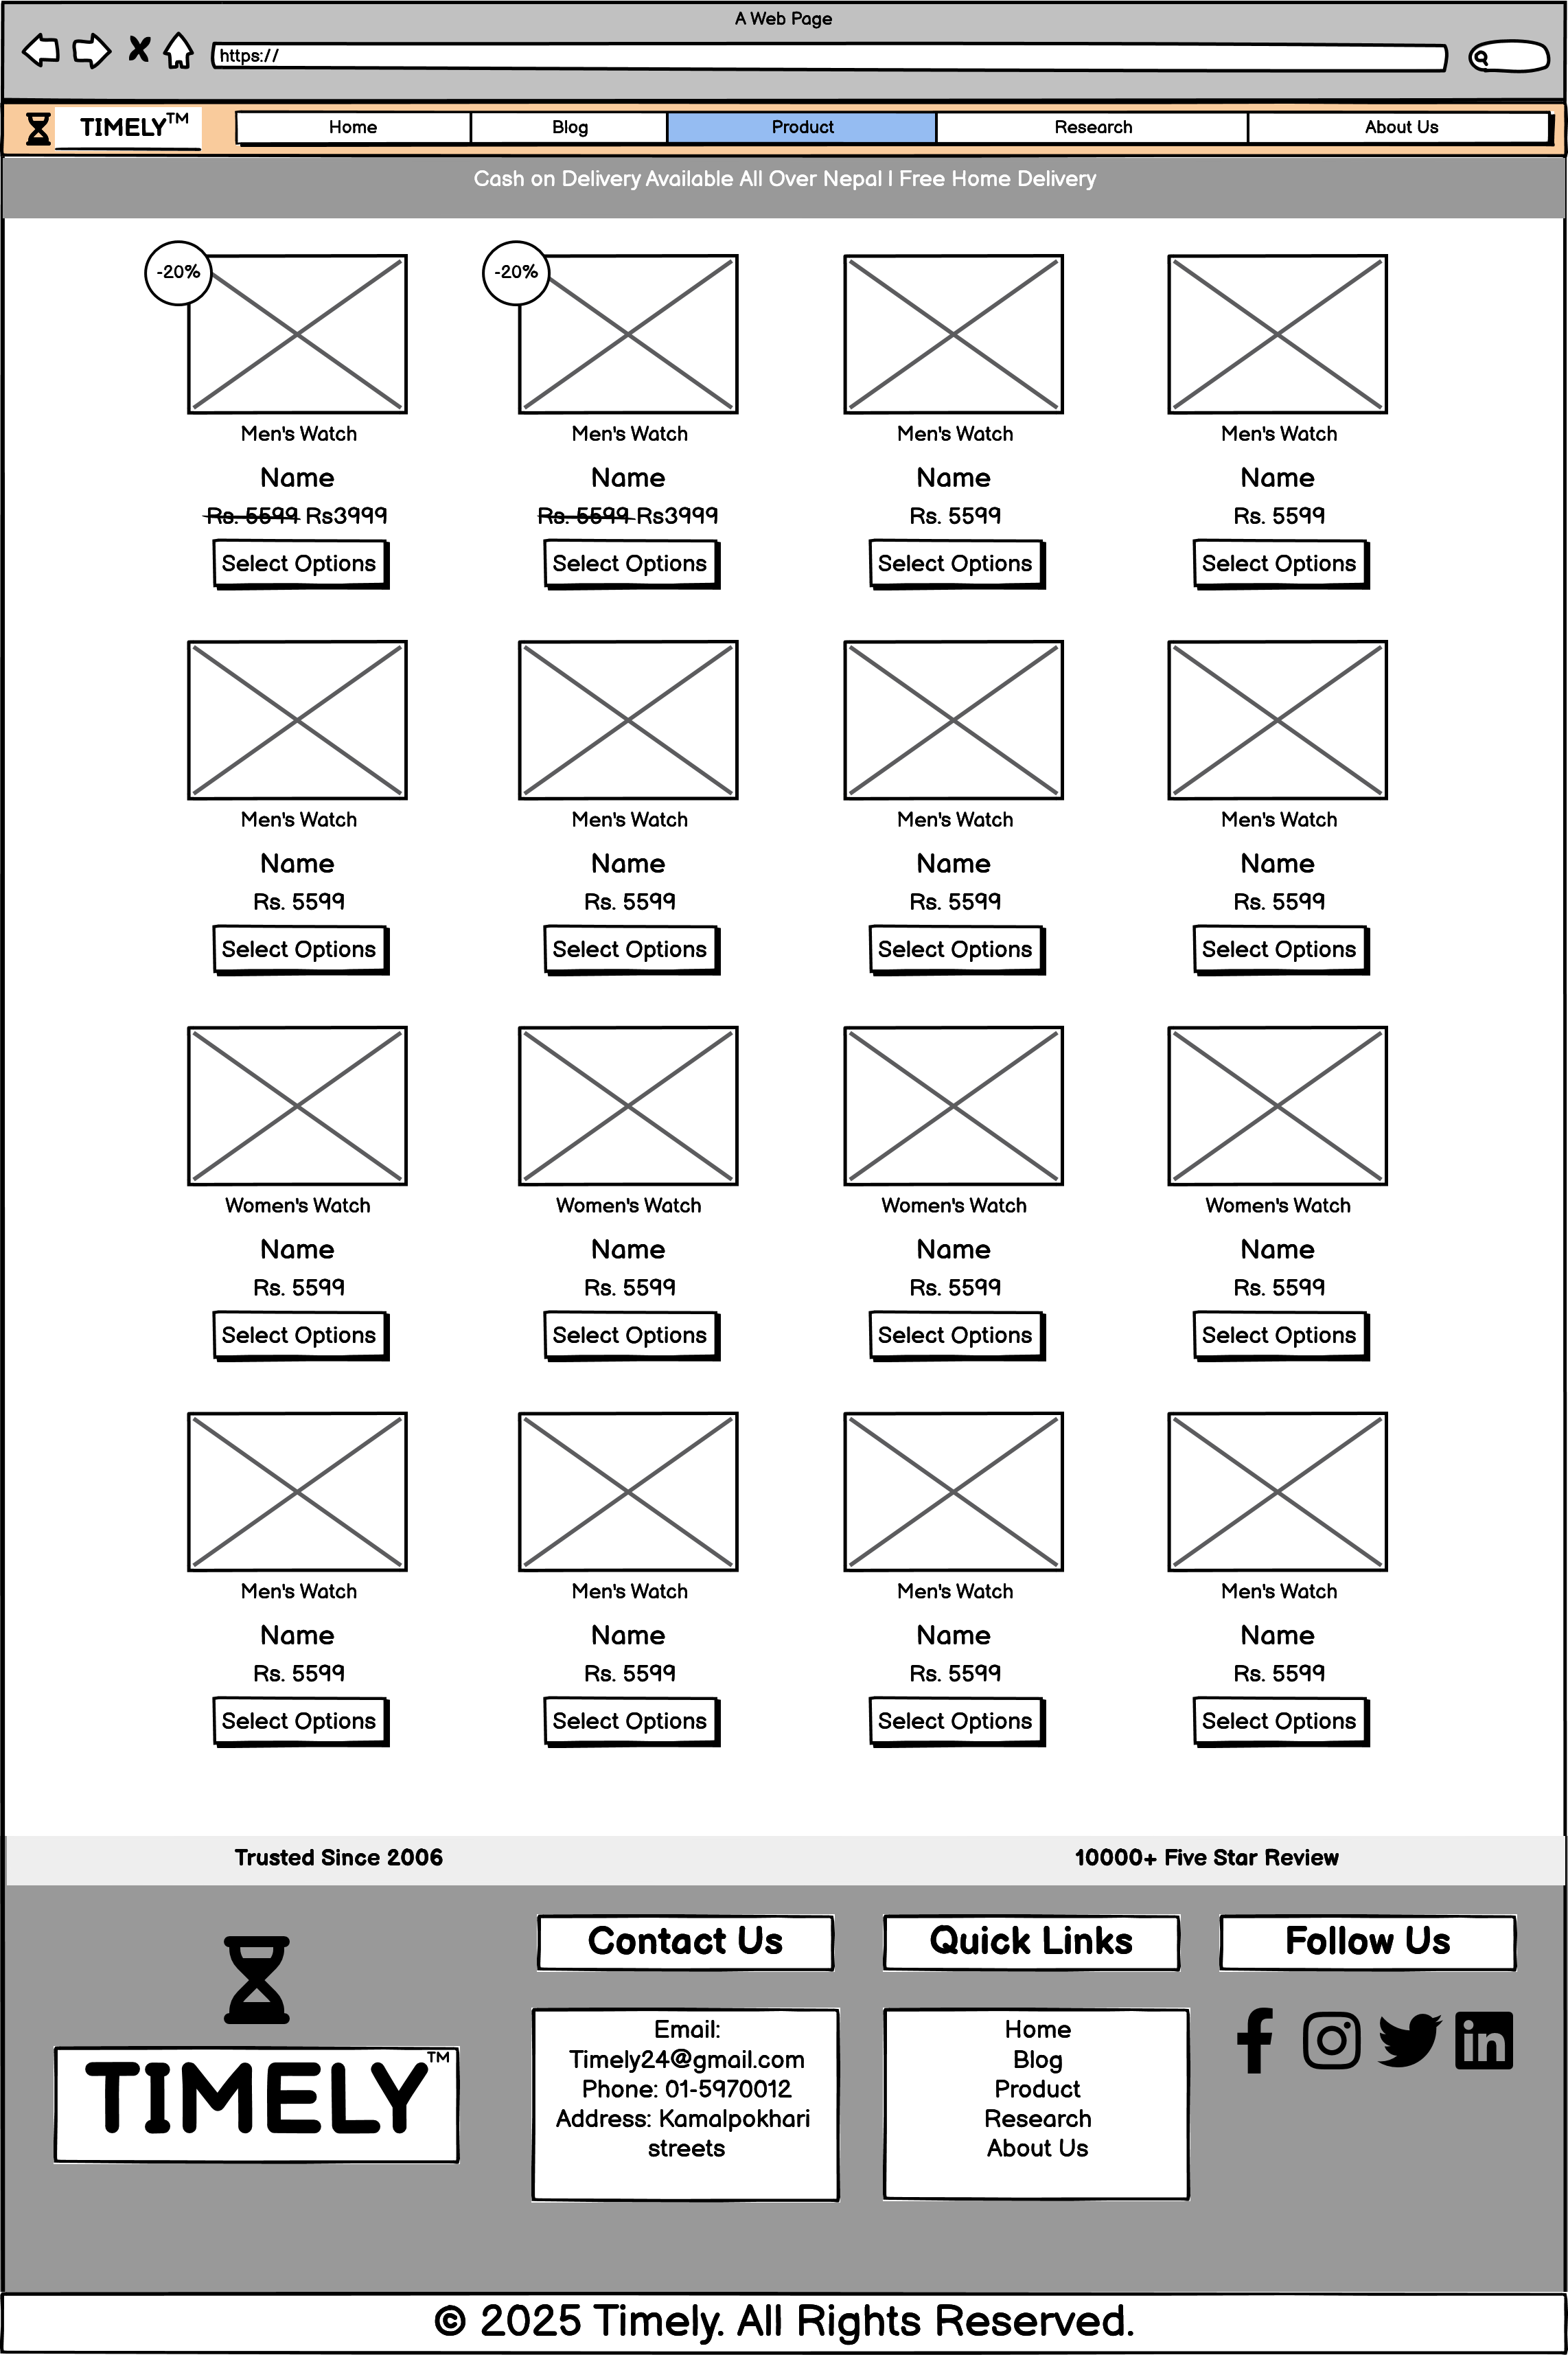 A Web Page
https://
TIMELY™ Home Blog Product Research About Us
Cash on Delivery Available All Over Nepal | Free Home Delivery
-20% -20%
Men's Watch Men's Watch Men's Watch Men's Watch
Name Name Name Name
Rs. 5599 Rs3999 Rs. 5599 Rs3999 Rs. 5599 Rs. 5599
Select Options Select Options Select Options Select Options
Men's Watch Men's Watch Men's Watch Men's Watch
Name Name Name Name
Rs. 5599 Rs. 5599 Rs. 5599 Rs. 5599
Select Options Select Options Select Options Select Options
Women's Watch Women's Watch Women's Watch Women's Watch
Name Name Name Name
Rs. 5599 Rs. 5599 Rs. 5599 Rs. 5599
Select Options Select Options Select Options Select Options
Men's Watch Men's Watch Men's Watch Men's Watch
Name Name Name Name
Rs. 5599 Rs. 5599 Rs. 5599 Rs. 5599
Select Options Select Options Select Options Select Options
Trusted Since 2006 10000+ Five Star Review
TIMELY™
Contact Us
Email:
Timely24@gmail.com
Phone: 01-5970012
Address: Kamalpokhari
streets
Quick Links
Home
Blog
Product
Research
About Us
Follow Us
© 2025 Timely. All Rights Reserved.